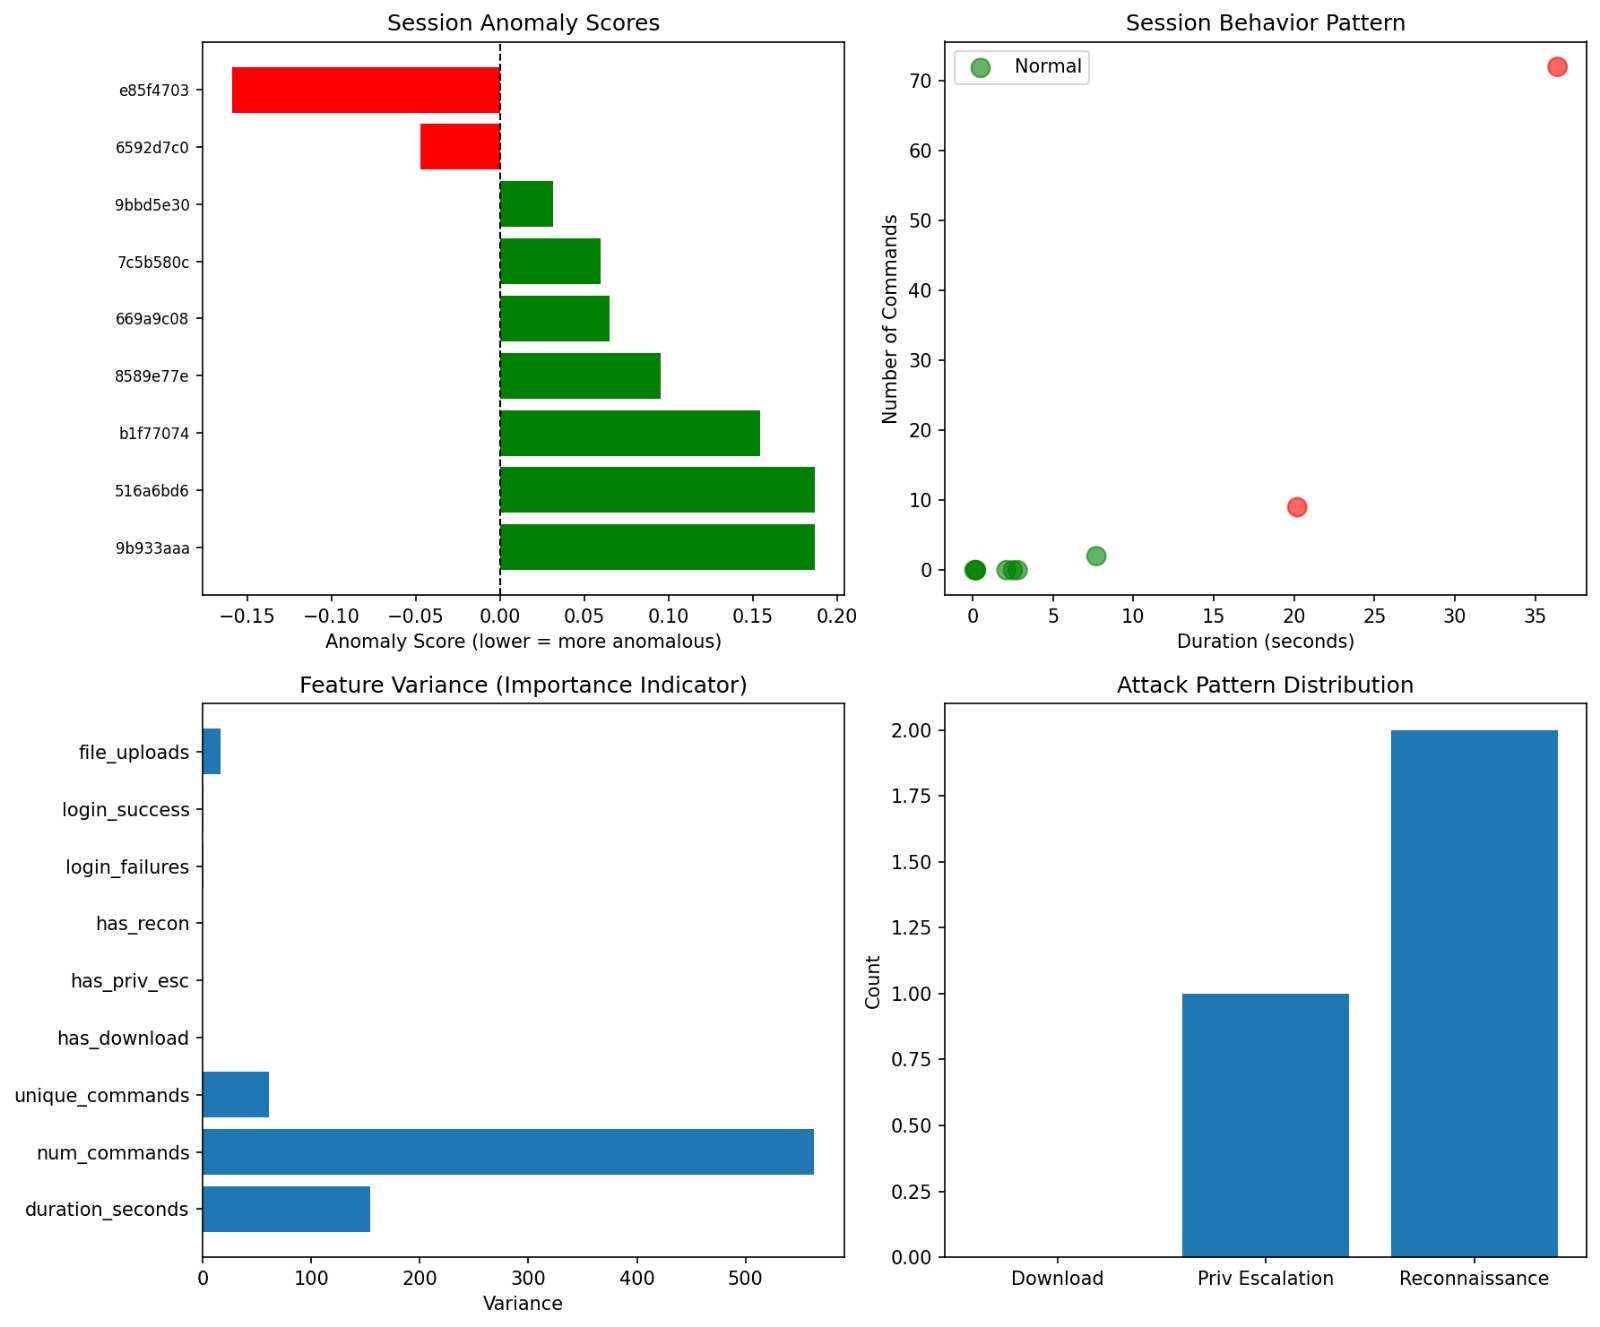 Session Anomaly Scores
e85f4703
6592d7c0
9bbd5e30
7c5b580c
669a9c08
8589e77e
b1f77074
516a6bd6
9b933aaa
−0.15 −0.10 −0.05 0.00 0.05 0.10 0.15 0.20
Anomaly Score (lower = more anomalous)
Session Behavior Pattern
Normal
Number of Commands
70
60
50
40
30
20
10
0
0 5 10 15 20 25 30 35
Duration (seconds)
Feature Variance (Importance Indicator)
file_uploads
login_success
login_failures
has_recon
has_priv_esc
has_download
unique_commands
num_commands
duration_seconds
0 100 200 300 400 500
Variance
Attack Pattern Distribution
Count
2.00
1.75
1.50
1.25
1.00
0.75
0.50
0.25
0.00
Download Priv Escalation Reconnaissance